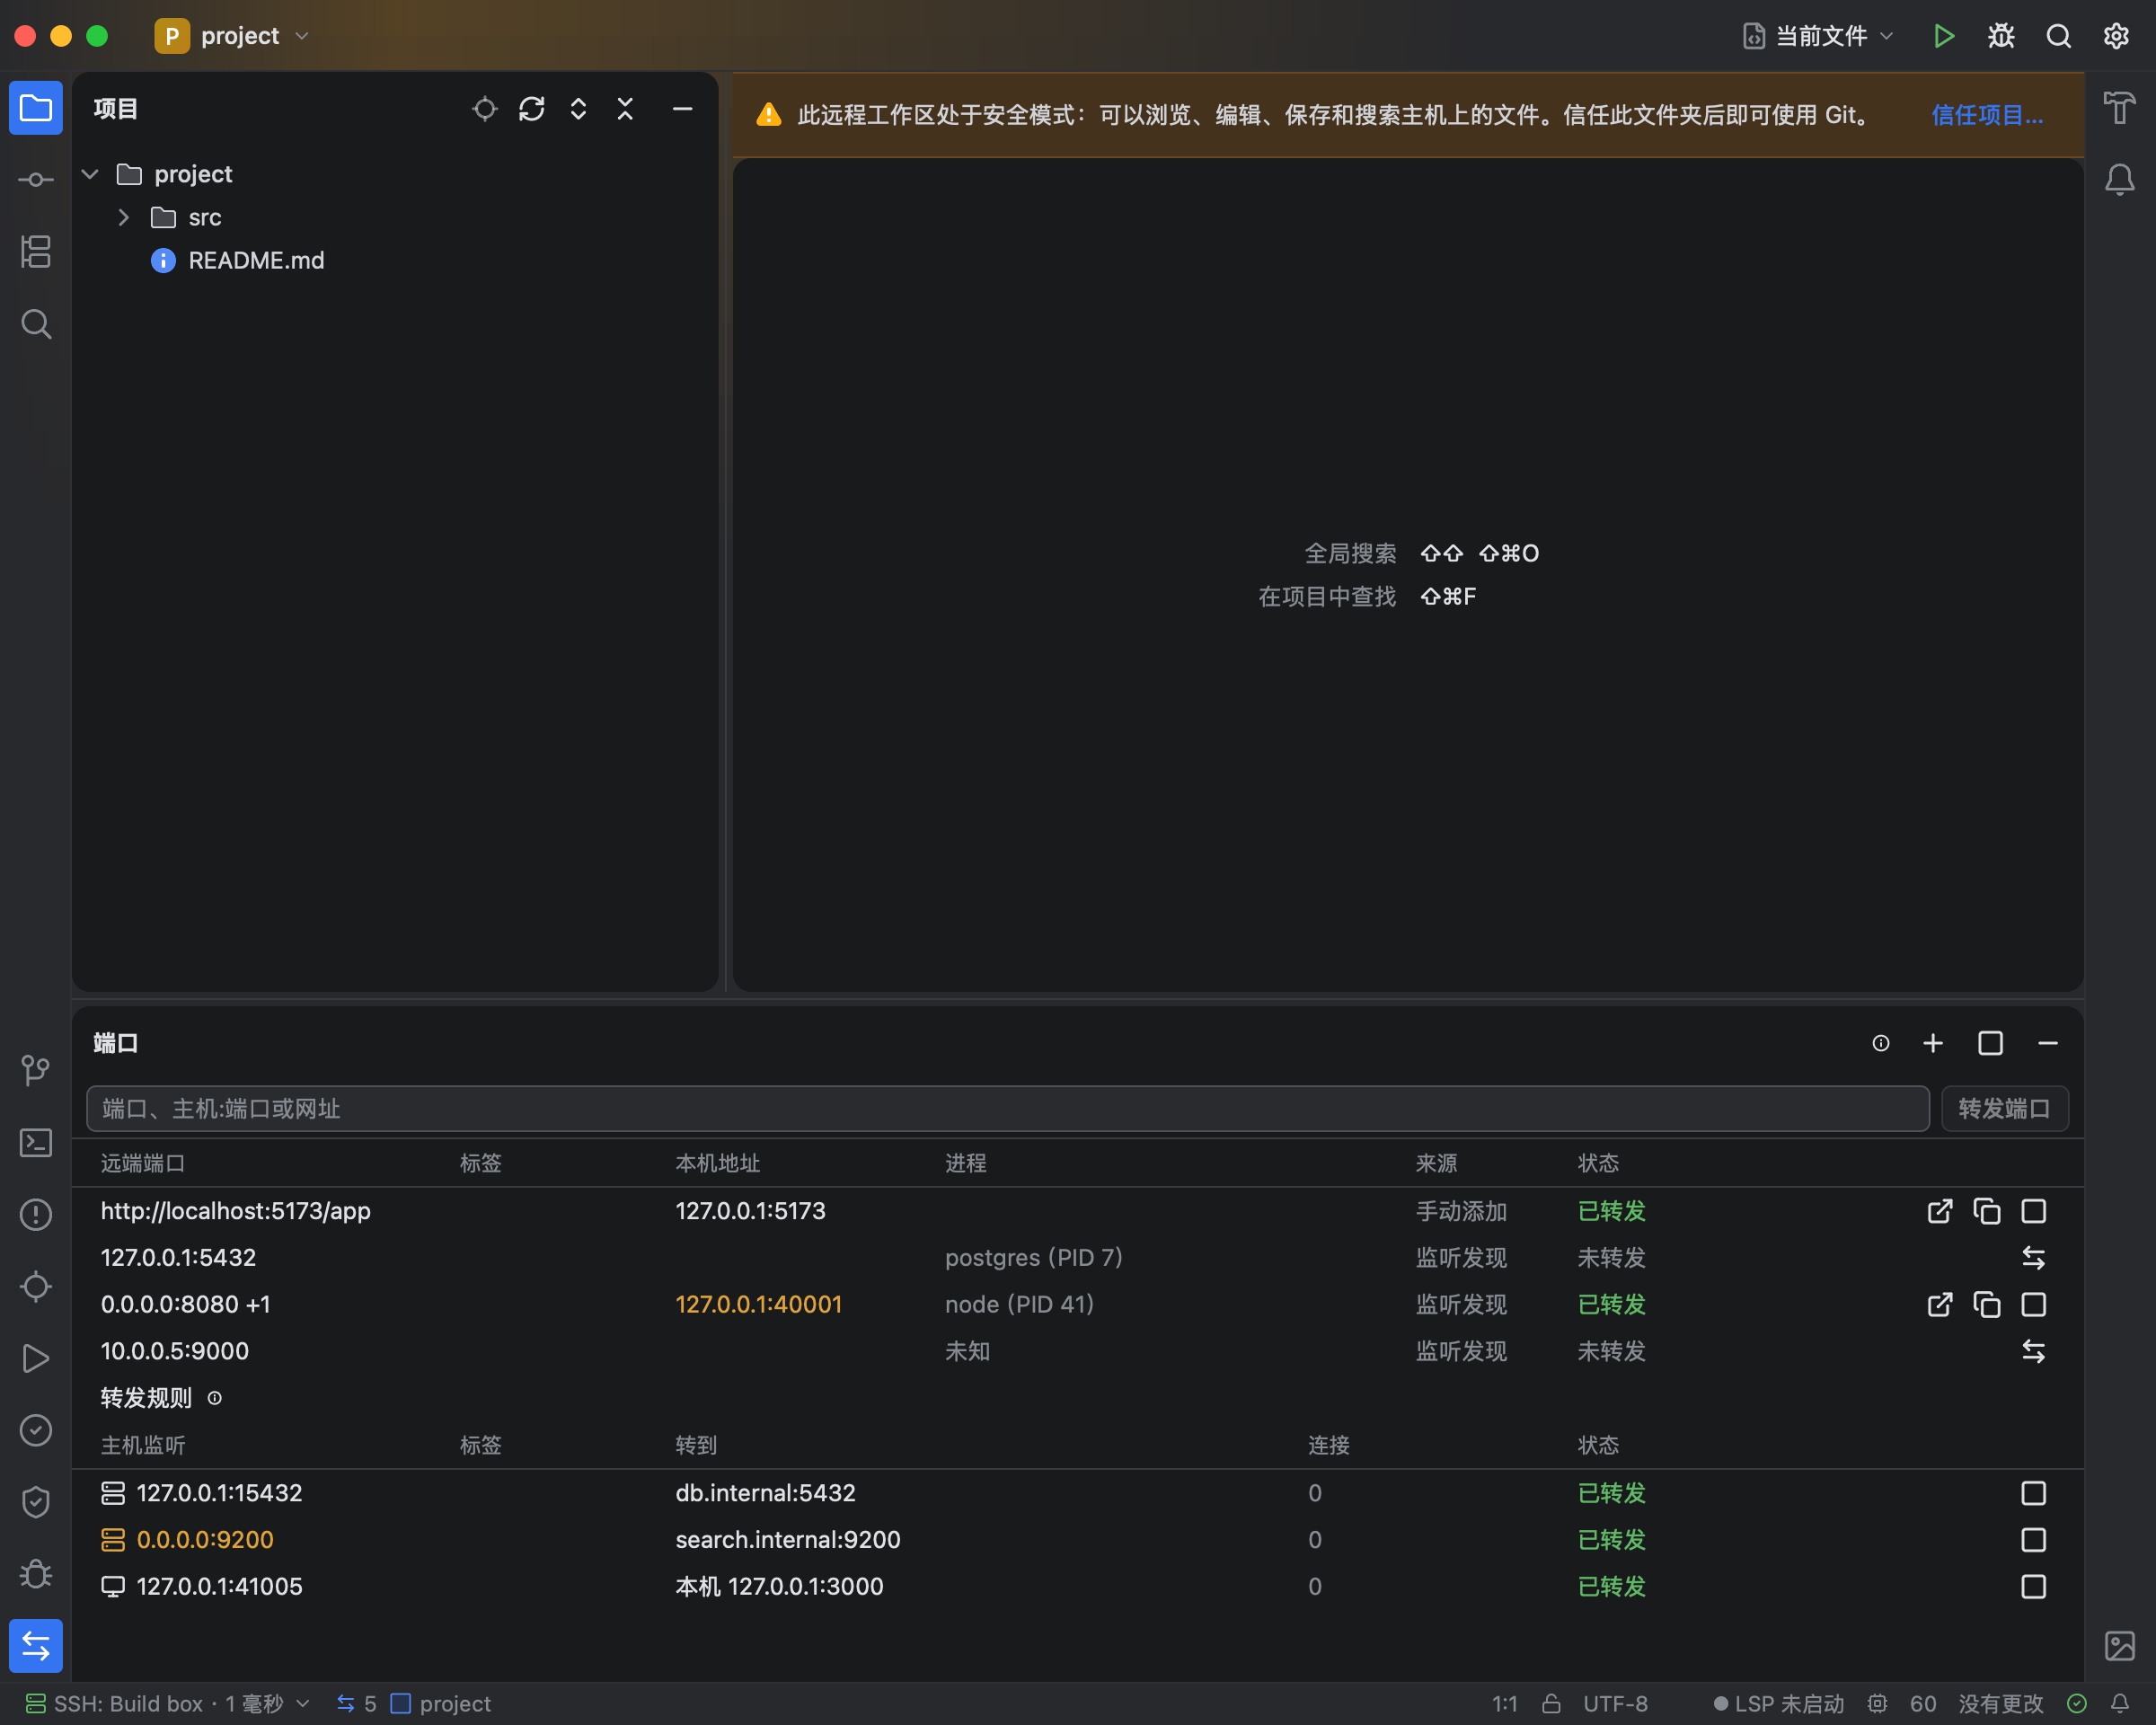 P project
当前文件
项目
此远程工作区处于安全模式：可以浏览、编辑、保存和搜索主机上的文件。信任此文件夹后即可使用 Git。 信任项目...
project
src
README.md
全局搜索 ⇧⇧ ⇧⌘O
在项目中查找 ⇧⌘F
端口
端口、主机:端口或网址 转发端口
远端端口 标签 本机地址 进程 来源 状态
http://localhost:5173/app 127.0.0.1:5173 手动添加 已转发
127.0.0.1:5432 postgres (PID 7) 监听发现 未转发
0.0.0.0:8080 +1 127.0.0.1:40001 node (PID 41) 监听发现 已转发
10.0.0.5:9000 未知 监听发现 未转发
转发规则
主机监听 标签 转到 连接 状态
127.0.0.1:15432 db.internal:5432 0 已转发
0.0.0.0:9200 search.internal:9200 0 已转发
127.0.0.1:41005 本机 127.0.0.1:3000 0 已转发
SSH: Build box · 1 毫秒 5 project 1:1 UTF-8 LSP 未启动 60 没有更改